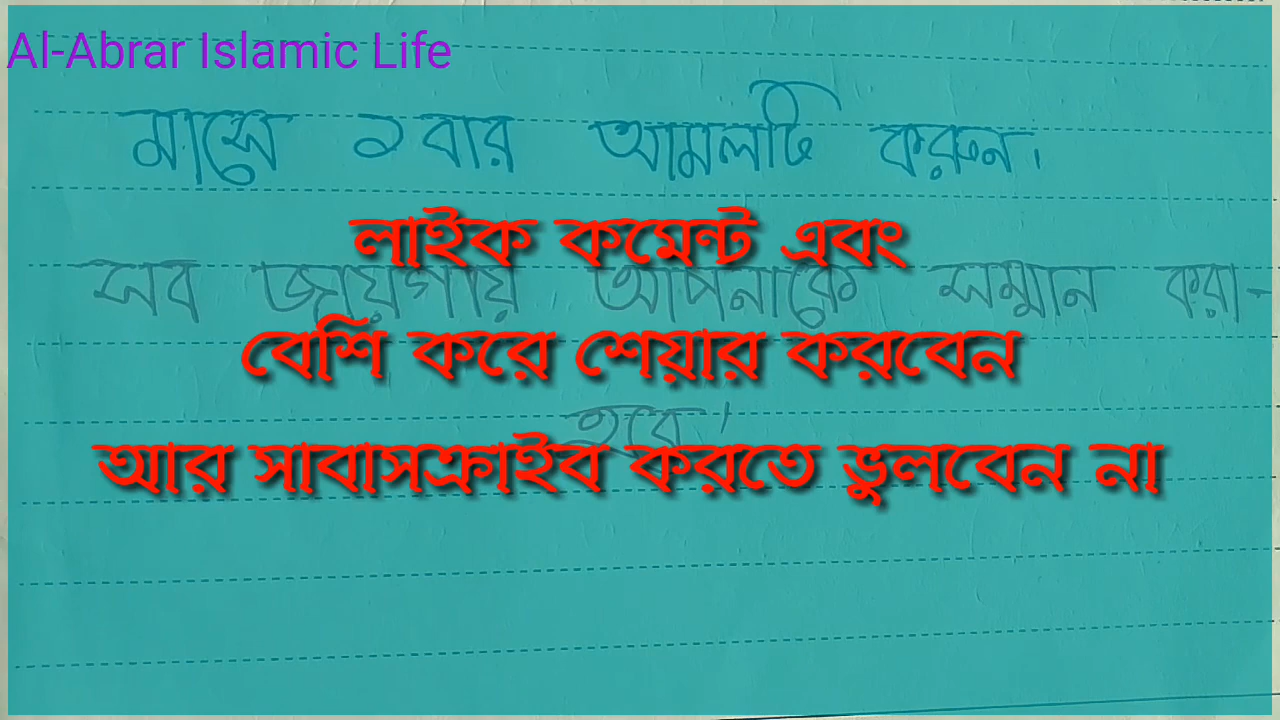 Al-Abrar Islamic Life
মাসে ১ বার আমলটি করুন।
লাইক কমেন্ট এবং
সব জায়গায় আপনাকে সম্মান করা-
বেশি করে শেয়ার করবেন
হবে।
আর সাবাসক্রাইব করতে ভুলবেন না